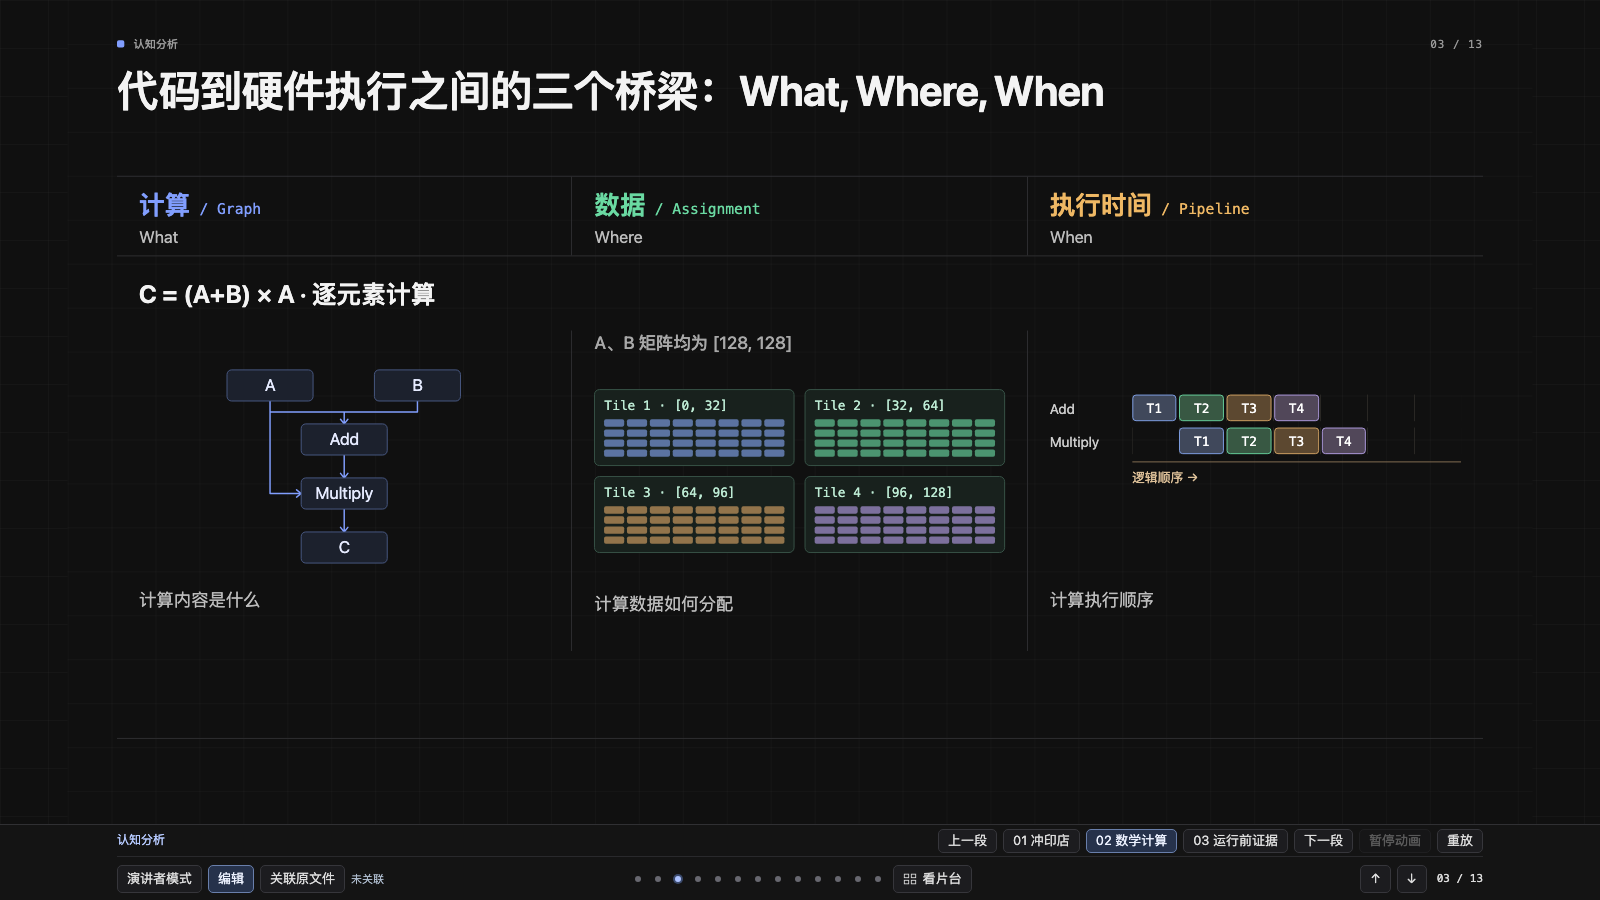 认知分析
03 / 13
代码到硬件执行之间的三个桥梁：What, Where, When
计算 / Graph
What
数据 / Assignment
Where
执行时间 / Pipeline
When
C = (A+B) × A · 逐元素计算
A
B
Add
Multiply
C
计算内容是什么
A、B 矩阵均为 [128, 128]
Tile 1 · [0, 32]
Tile 2 · [32, 64]
Tile 3 · [64, 96]
Tile 4 · [96, 128]
计算数据如何分配
Add T1 T2 T3 T4
Multiply T1 T2 T3 T4
逻辑顺序 →
计算执行顺序
认知分析
上一段 01 冲印店 02 数学计算 03 运行前证据 下一段 暂停动画 重放
演讲者模式 编辑 关联原文件 未关联
看片台
↑ ↓ 03 / 13